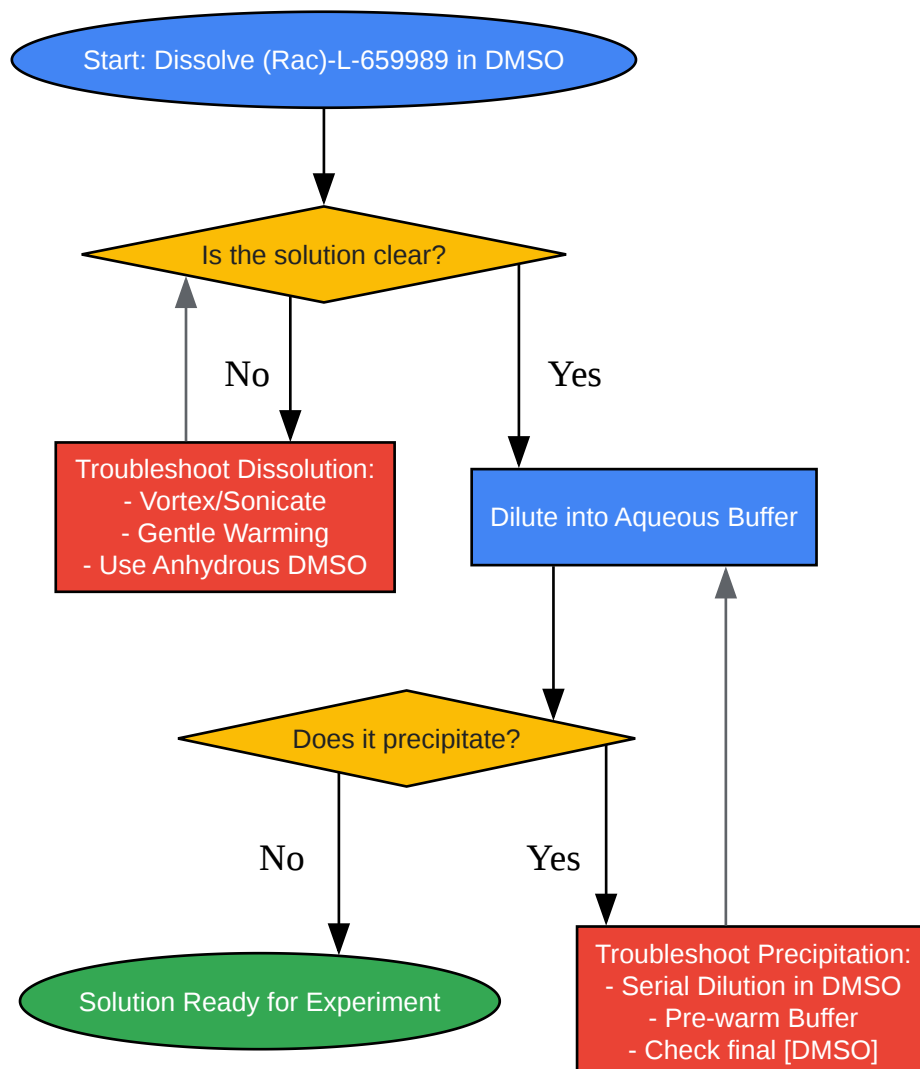 Start: Dissolve (Rac)-L-659989 in DMSO
Is the solution clear?
No
Yes
Troubleshoot Dissolution:
- Vortex/Sonicate
- Gentle Warming
- Use Anhydrous DMSO
Dilute into Aqueous Buffer
Does it precipitate?
No
Yes
Solution Ready for Experiment
Troubleshoot Precipitation:
- Serial Dilution in DMSO
- Pre-warm Buffer
- Check final [DMSO]